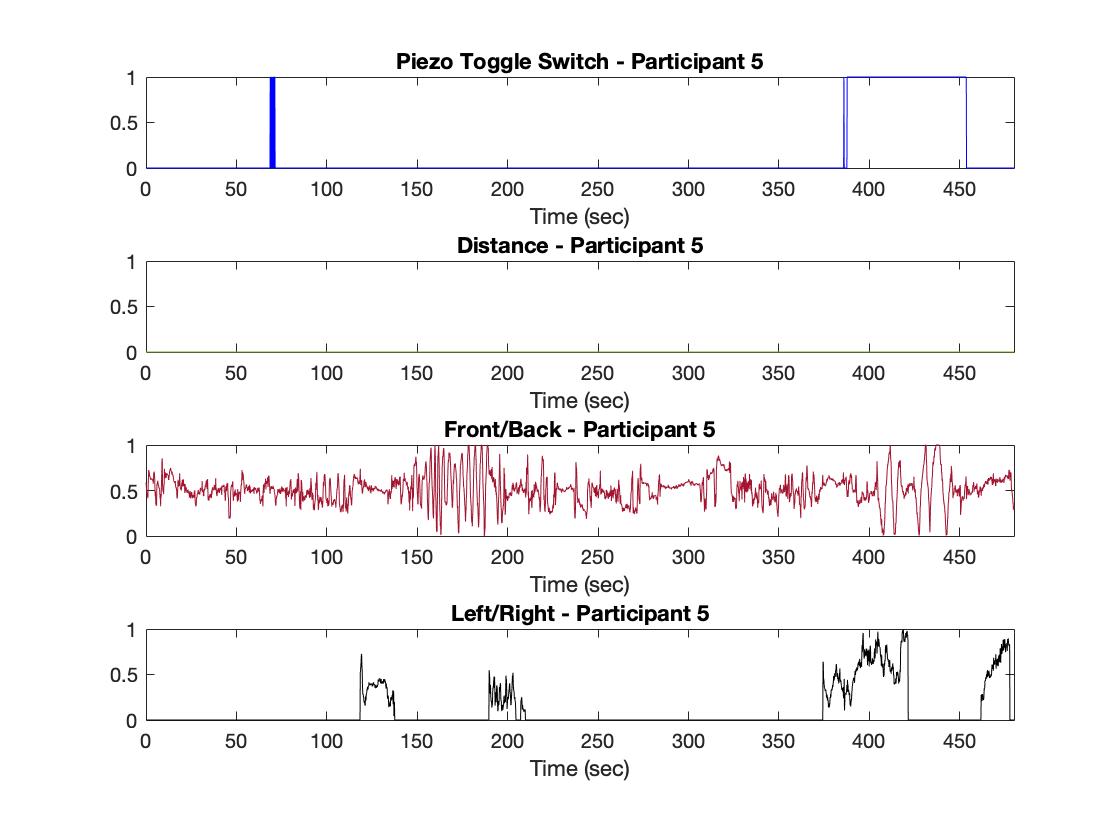 Piezo Toggle Switch - Participant 5
1
0.5
0
0 50 100 150 200 250 300 350 400 450
Time (sec)
Distance - Participant 5
1
0.5
0
0 50 100 150 200 250 300 350 400 450
Time (sec)
Front/Back - Participant 5
1
0.5
0
0 50 100 150 200 250 300 350 400 450
Time (sec)
Left/Right - Participant 5
1
0.5
0
0 50 100 150 200 250 300 350 400 450
Time (sec)